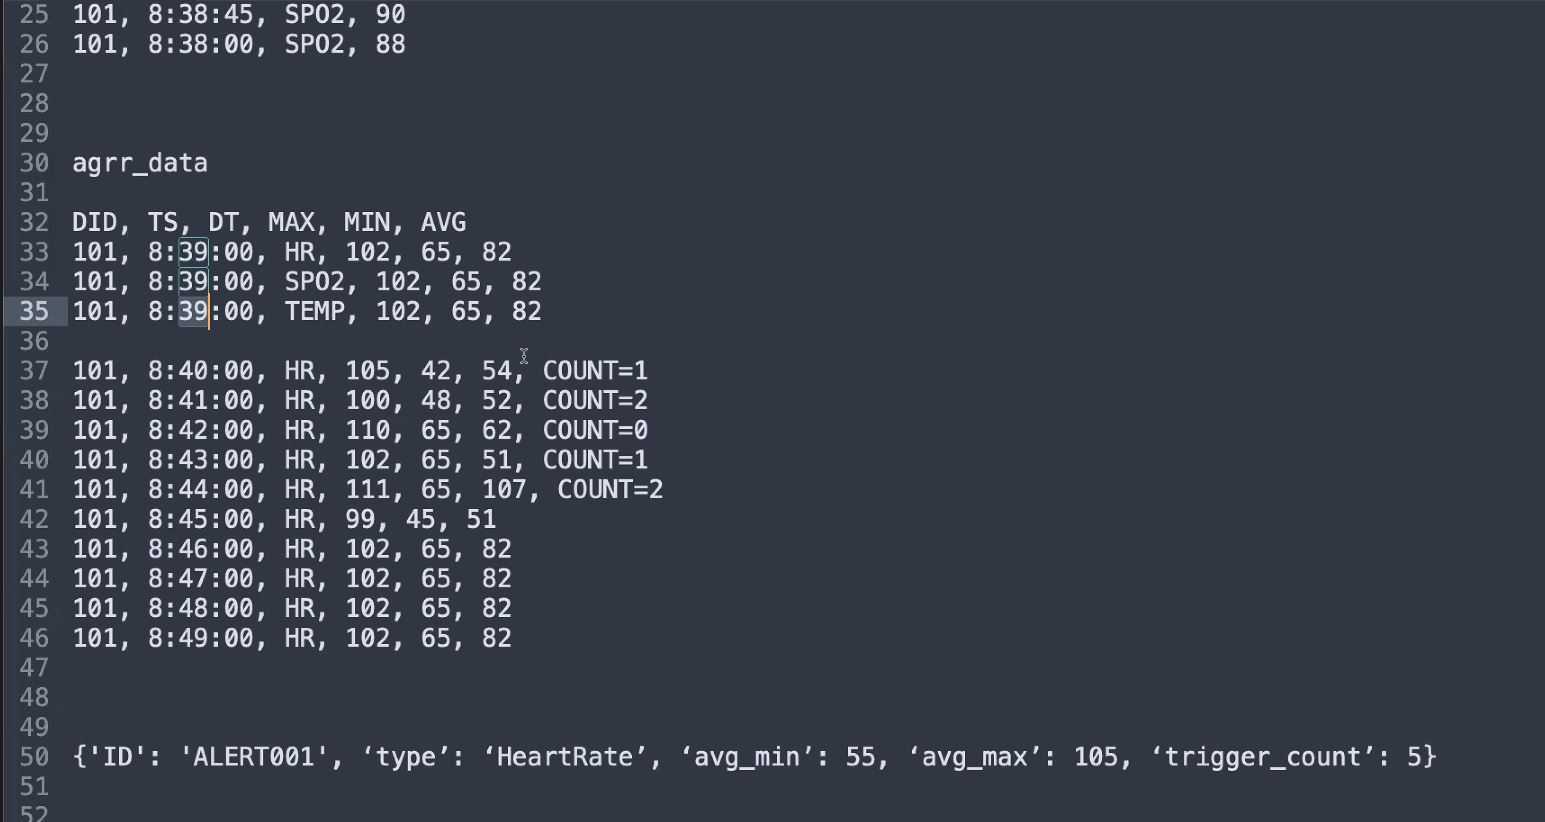 25 101, 8:38:45, SPO2, 90
26 101, 8:38:00, SPO2, 88
27
28
29
30 agrr_data
31
32 DID, TS, DT, MAX, MIN, AVG
33 101, 8:39:00, HR, 102, 65, 82
34 101, 8:39:00, SPO2, 102, 65, 82
35 101, 8:39:00, TEMP, 102, 65, 82
36
37 101, 8:40:00, HR, 105, 42, 54, COUNT=1
38 101, 8:41:00, HR, 100, 48, 52, COUNT=2
39 101, 8:42:00, HR, 110, 65, 62, COUNT=0
40 101, 8:43:00, HR, 102, 65, 51, COUNT=1
41 101, 8:44:00, HR, 111, 65, 107, COUNT=2
42 101, 8:45:00, HR, 99, 45, 51
43 101, 8:46:00, HR, 102, 65, 82
44 101, 8:47:00, HR, 102, 65, 82
45 101, 8:48:00, HR, 102, 65, 82
46 101, 8:49:00, HR, 102, 65, 82
47
48
49
50 {'ID': 'ALERT001', ‘type’: ‘HeartRate’, ‘avg_min’: 55, ‘avg_max’: 105, ‘trigger_count’: 5}
51
52